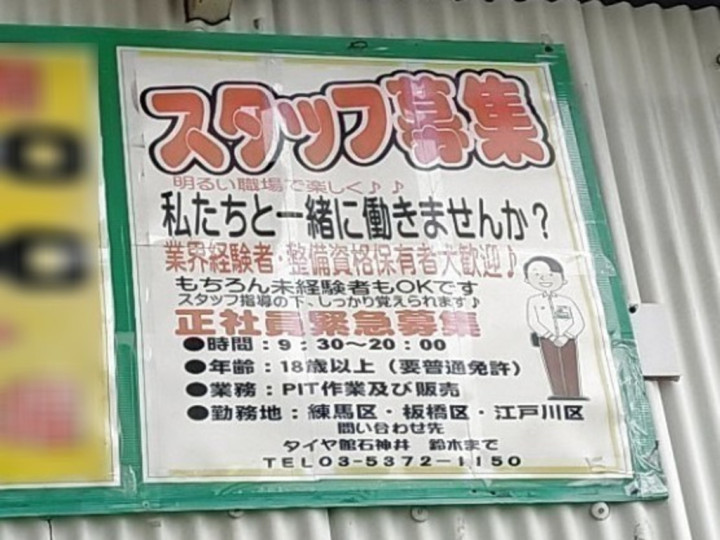 スタッフ募集
明るい職場で楽しく♪♪
私たちと一緒に働きませんか？
業界経験者・整備資格保有者大歓迎♪
もちろん未経験者もOKです
スタッフ指導の下、しっかり覚えられます♪
正社員緊急募集
●時間：9：30～20：00
●年齢：18歳以上（要普通免許）
●業務：PIT作業及び販売
●勤務地：練馬区・板橋区・江戸川区
問い合わせ先
タイヤ館石神井　鈴木まで
TEL03-5372-1150